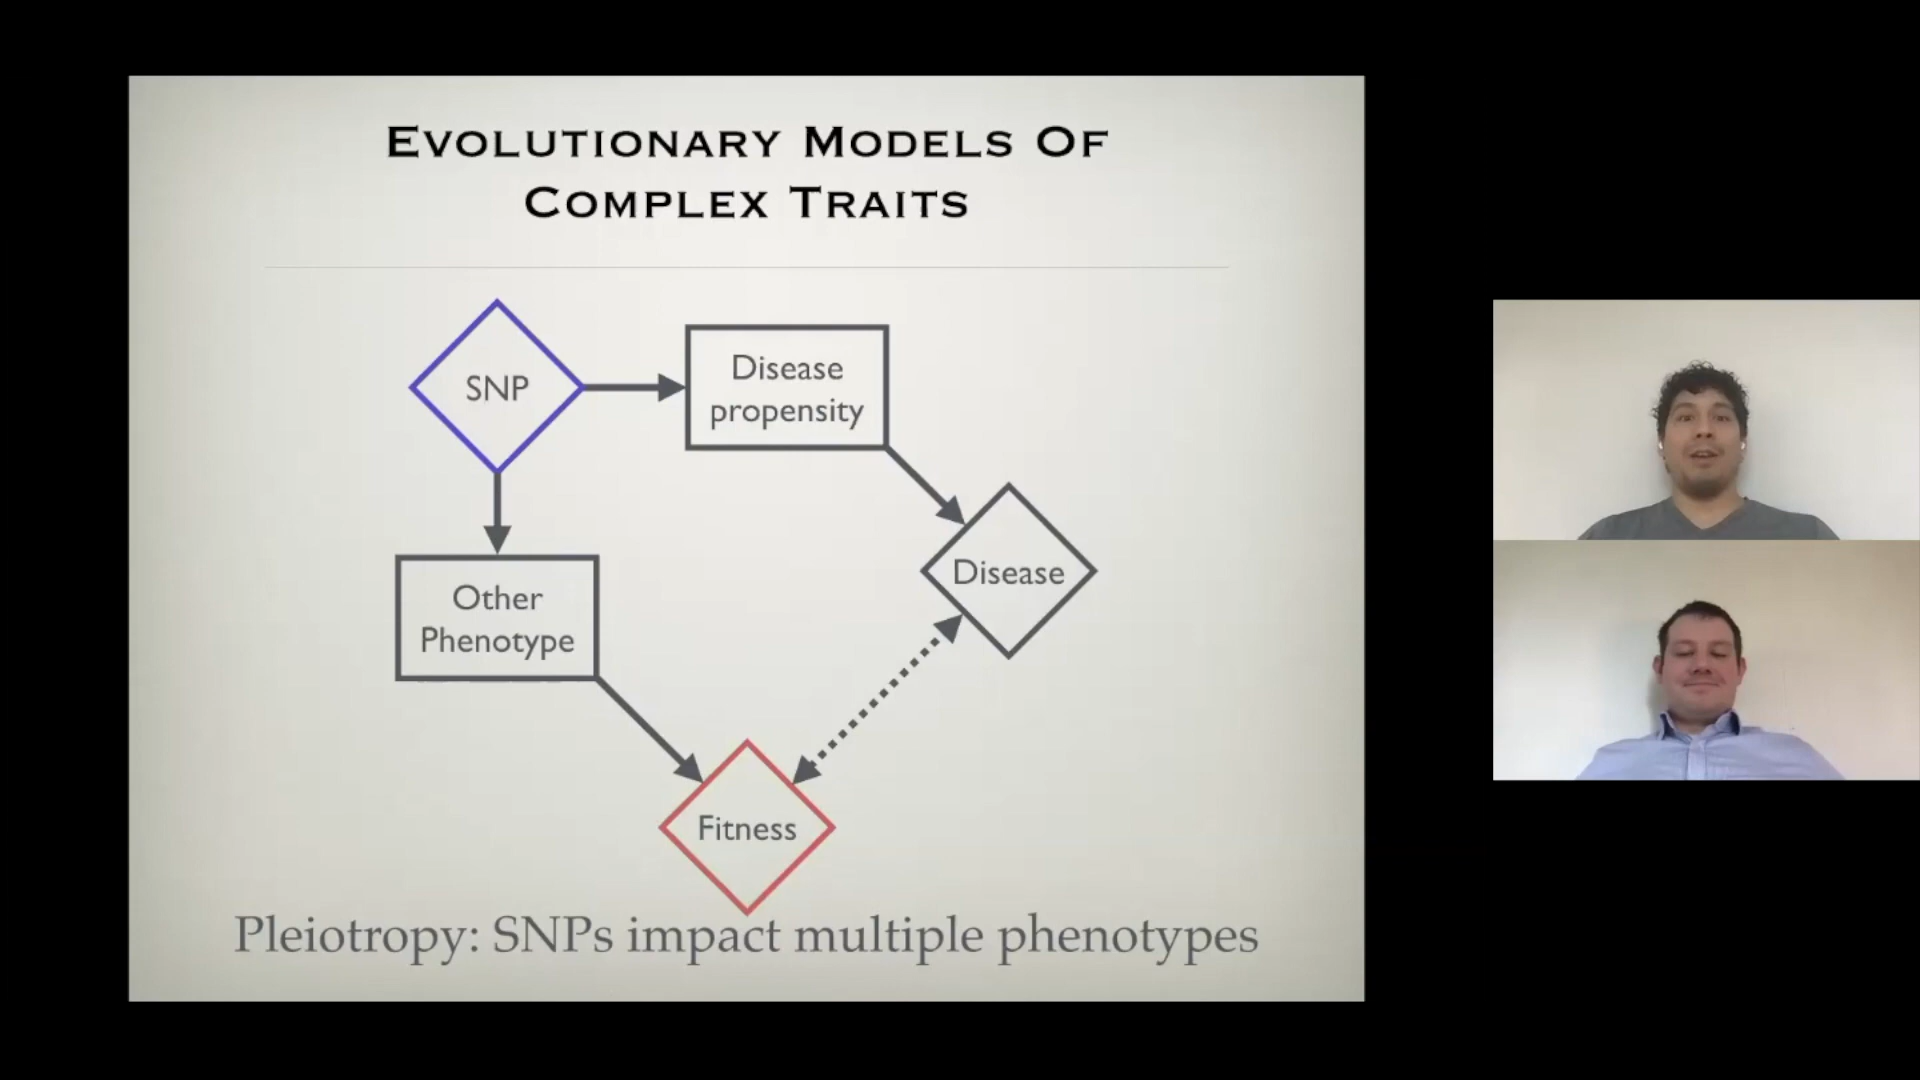 EVOLUTIONARY MODELS OF
COMPLEX TRAITS
SNP
Disease
propensity
Disease
Other
Phenotype
Fitness
Pleiotropy: SNPs impact multiple phenotypes